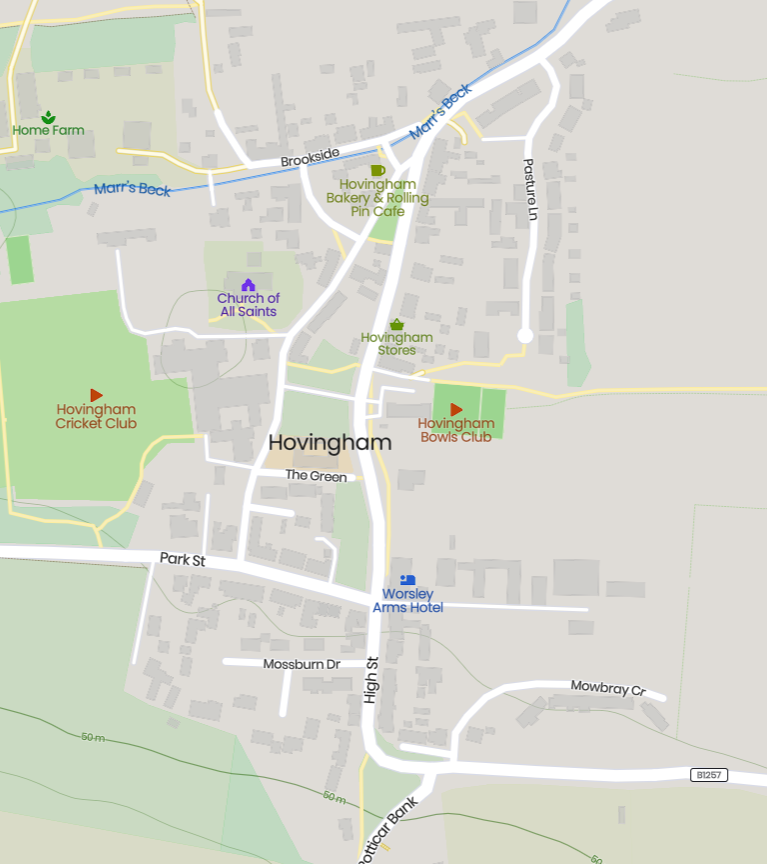 Marr's Beck
Home Farm
Brookside
Pasture Ln
Marr's Beck
Hovingham
Bakery & Rolling
Pin Cafe
Church of
All Saints
Hovingham
Stores
Hovingham
Cricket Club
Hovingham
Bowls Club
Hovingham
The Green
Park St
Worsley
Arms Hotel
Mossburn Dr
High St
Mowbray Cr
50 m
B1257
50 m
otticar Bank
50